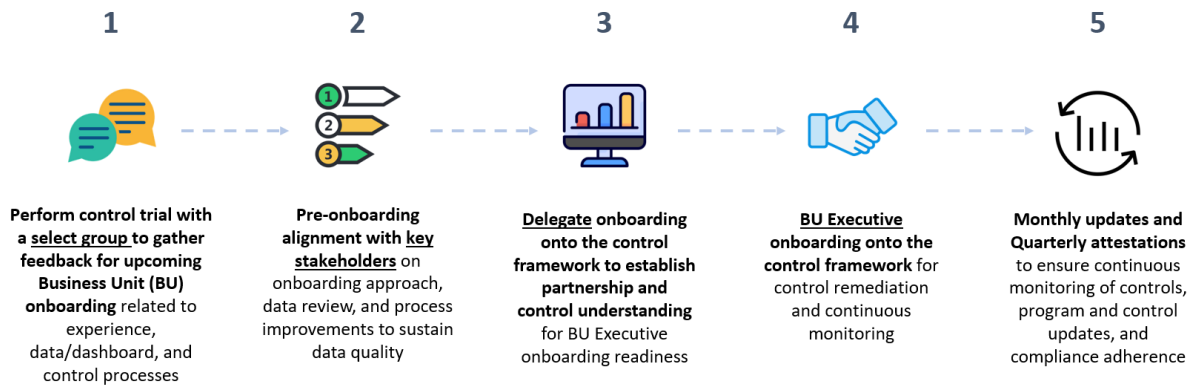 1
2
3
4
5
1
2
3
Perform control trial with
a select group to gather
feedback for upcoming
Business Unit (BU)
onboarding related to
experience,
data/dashboard, and
control processes
Pre-onboarding
alignment with key
stakeholders on
onboarding approach,
data review, and process
improvements to sustain
data quality
Delegate onboarding
onto the control
framework to establish
partnership and
control understanding
for BU Executive
onboarding readiness
BU Executive
onboarding onto the
control framework for
control remediation
and continuous
monitoring
Monthly updates and
Quarterly attestations
to ensure continuous
monitoring of controls,
program and control
updates, and
compliance adherence